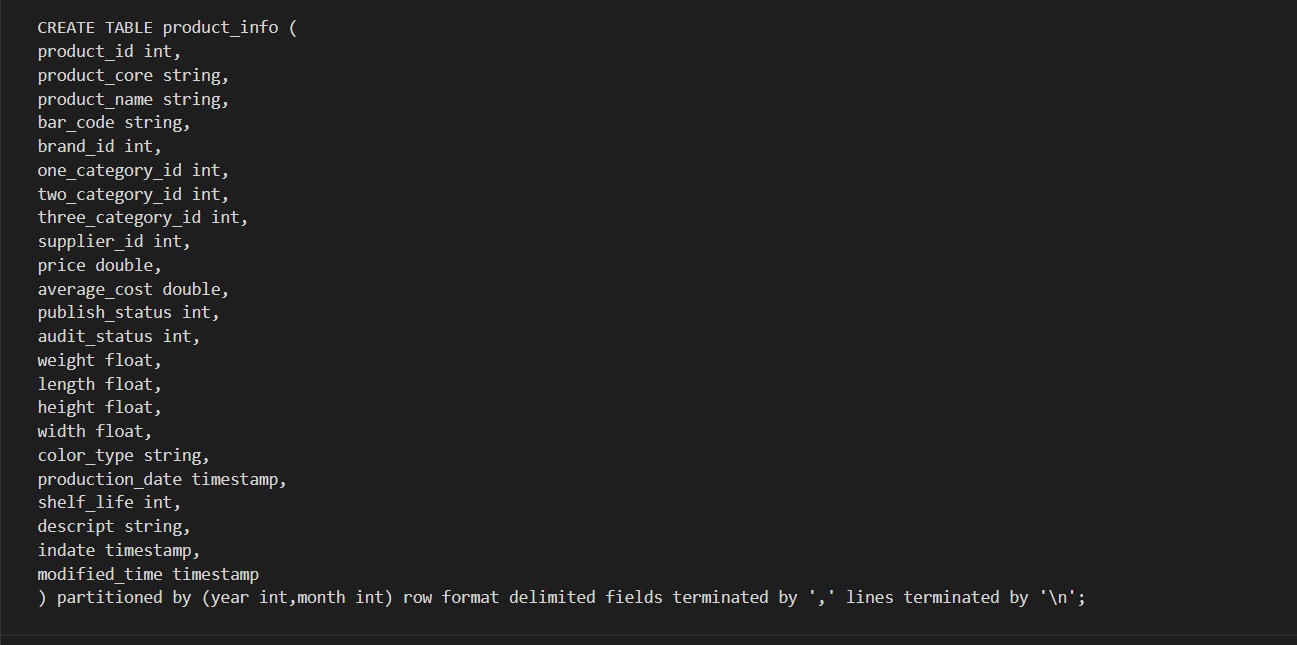 CREATE TABLE product_info (
product_id int,
product_core string,
product_name string,
bar_code string,
brand_id int,
one_category_id int,
two_category_id int,
three_category_id int,
supplier_id int,
price double,
average_cost double,
publish_status int,
audit_status int,
weight float,
length float,
height float,
width float,
color_type string,
production_date timestamp,
shelf_life int,
descript string,
indate timestamp,
modified_time timestamp
) partitioned by (year int,month int) row format delimited fields terminated by ',' lines terminated by '\n';